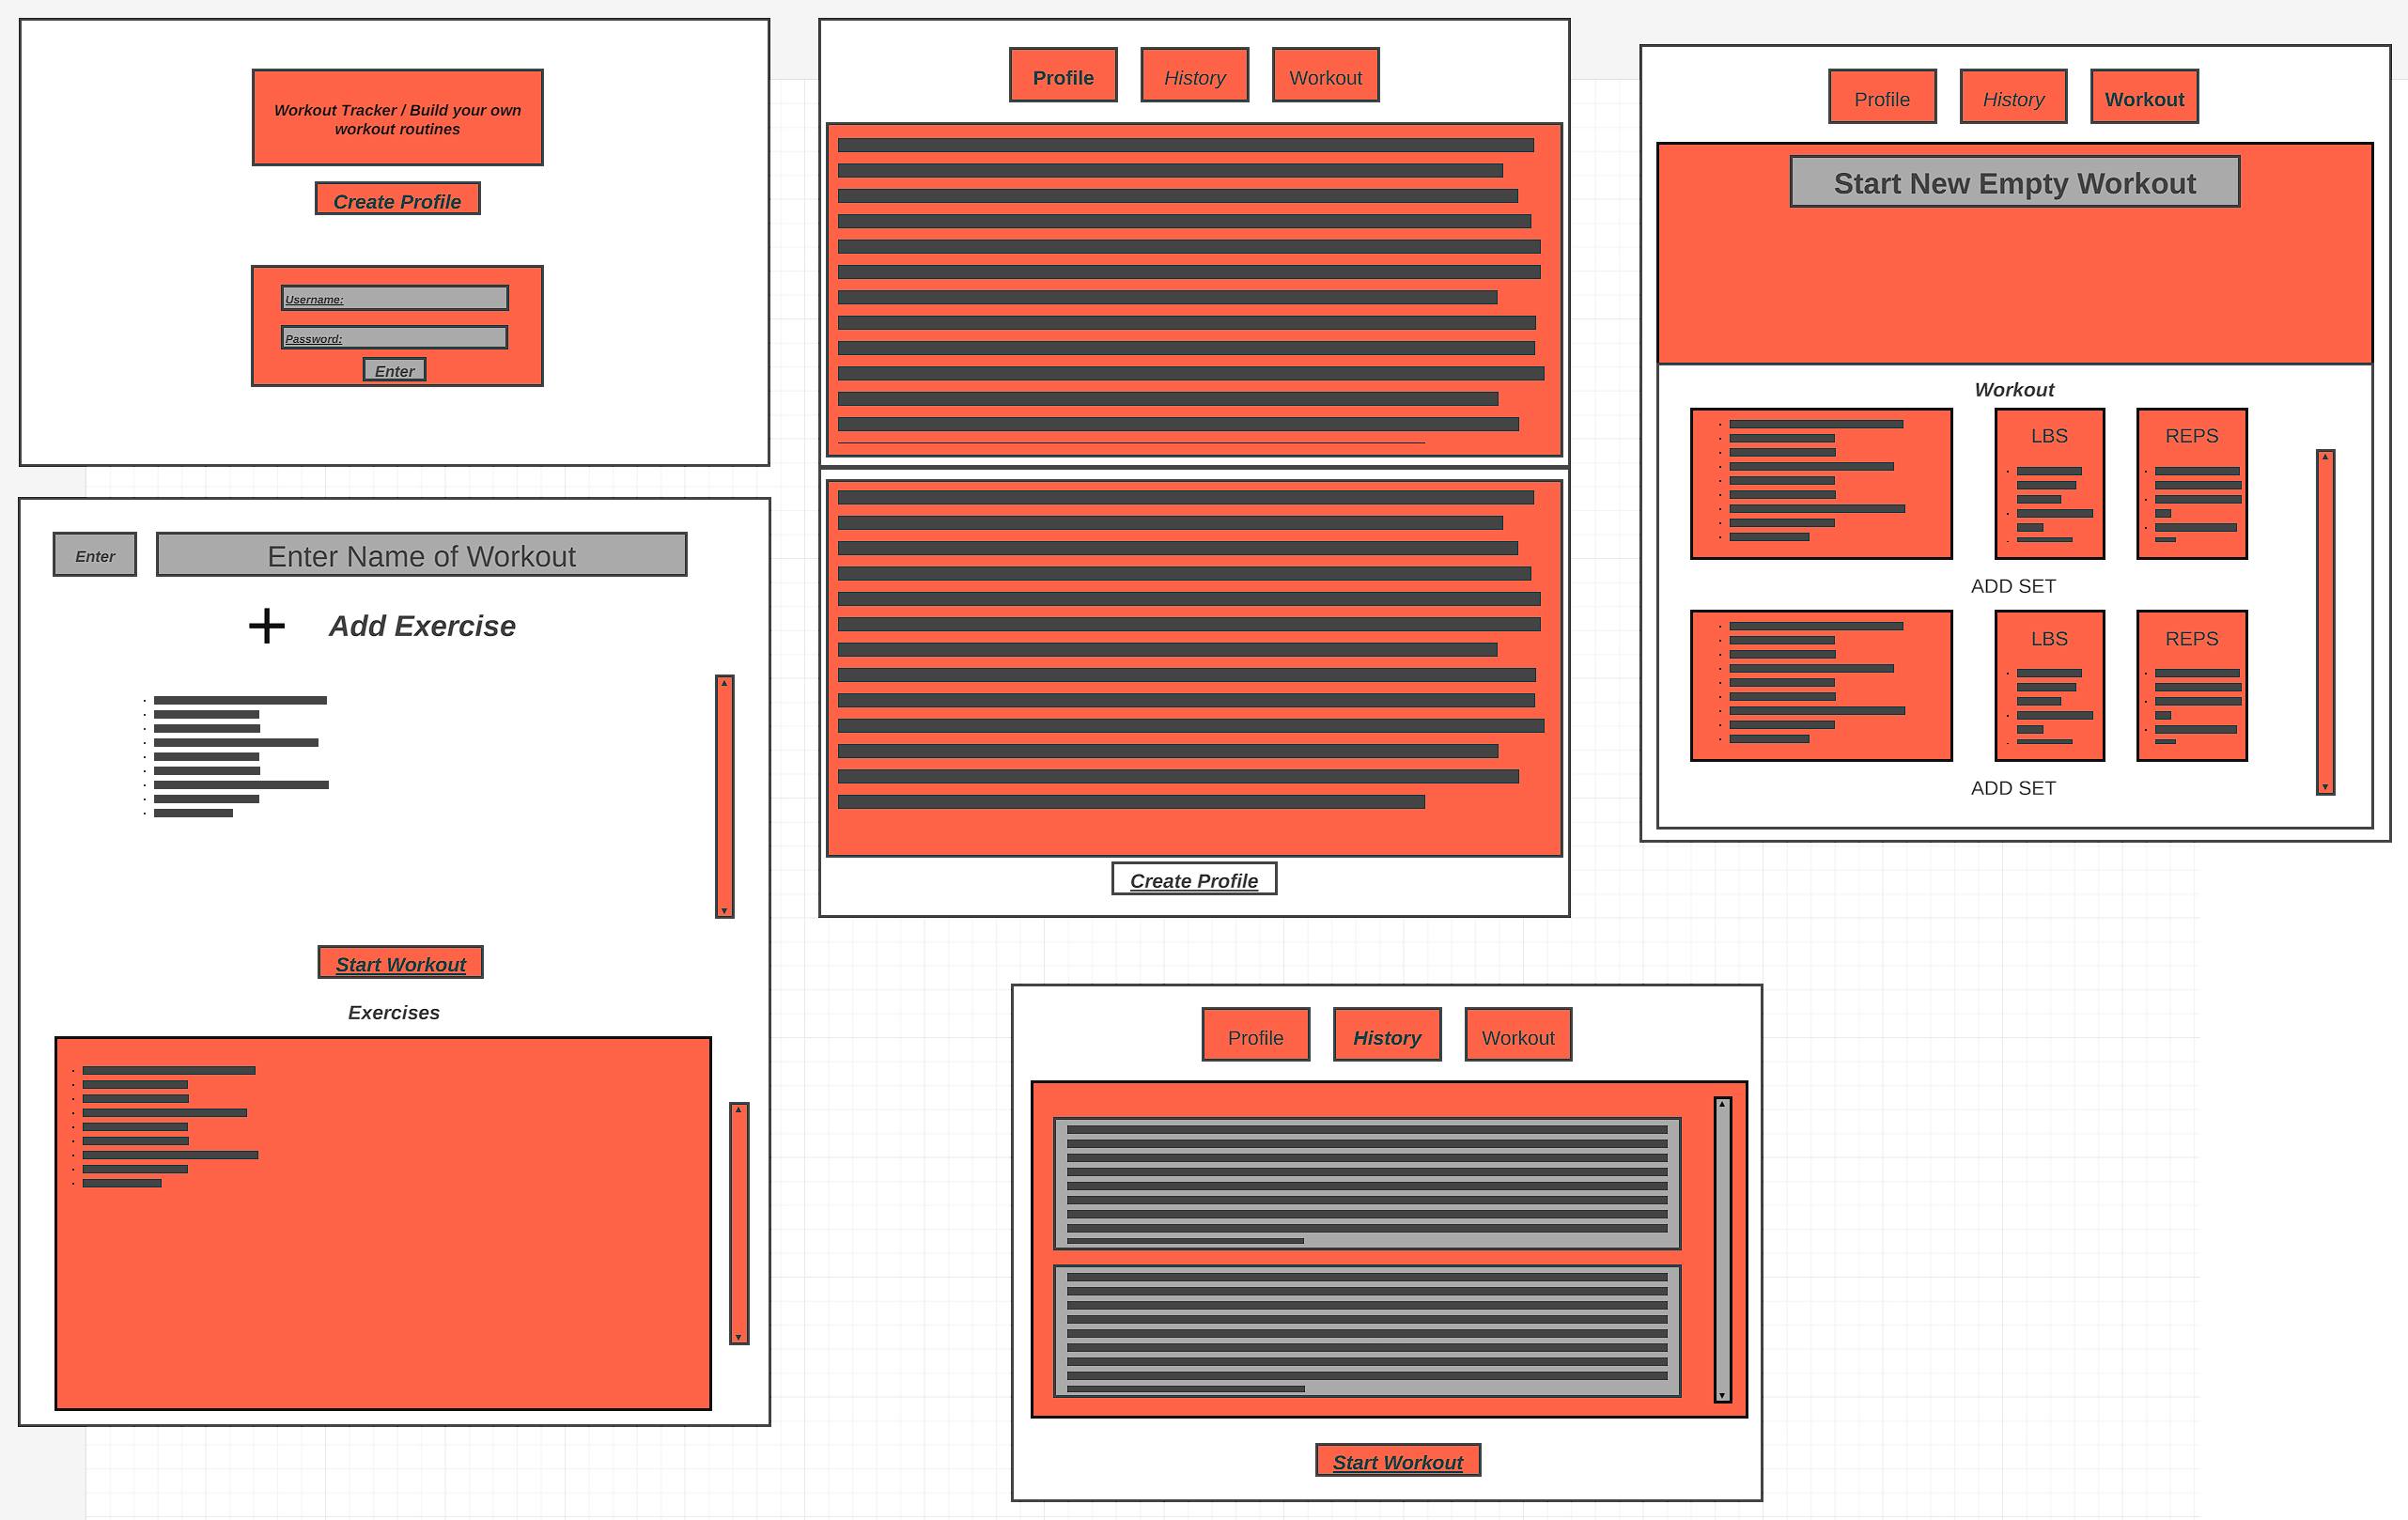 Workout Tracker / Build your own
workout routines
Create Profile
Username:
Password:
Enter
Enter
Enter Name of Workout
+
Add Exercise
Start Workout
Exercises
Profile
History
Workout
Create Profile
Profile
History
Workout
Start New Empty Workout
Workout
LBS
REPS
ADD SET
LBS
REPS
ADD SET
Profile
History
Workout
Start Workout